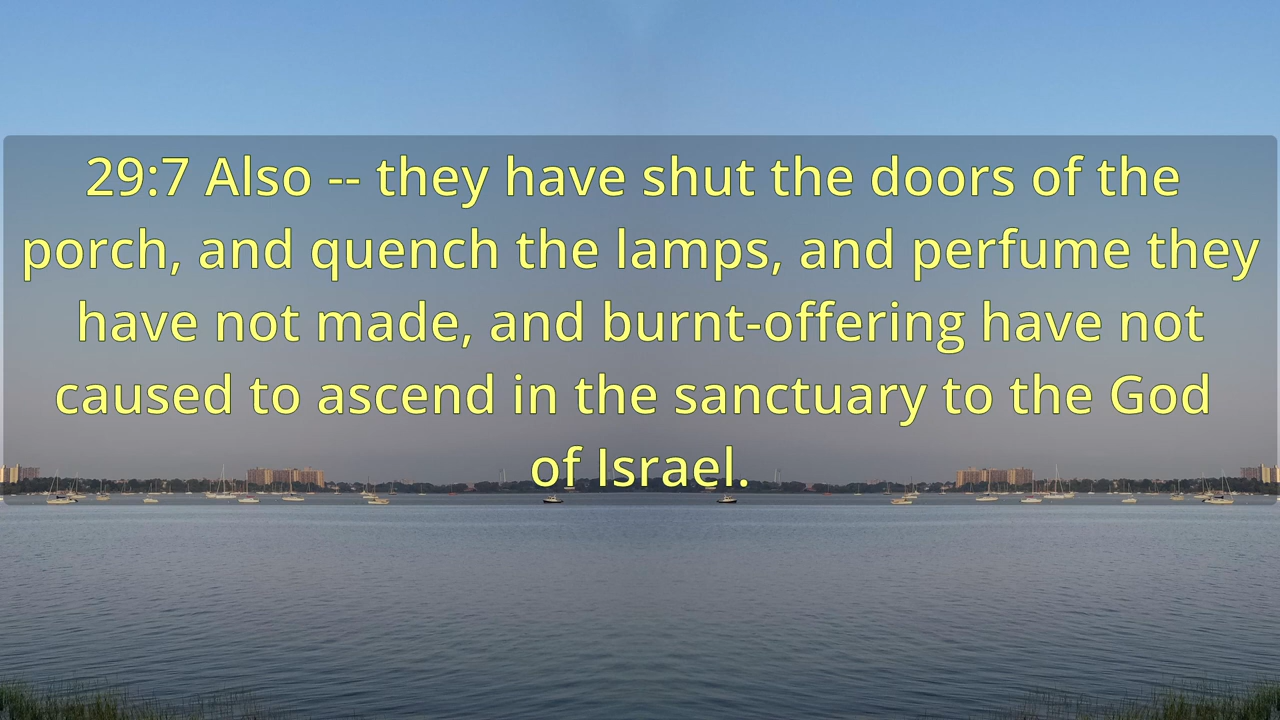 29:7 Also -- they have shut the doors of the
porch, and quench the lamps, and perfume they
have not made, and burnt-offering have not
caused to ascend in the sanctuary to the God
of Israel.